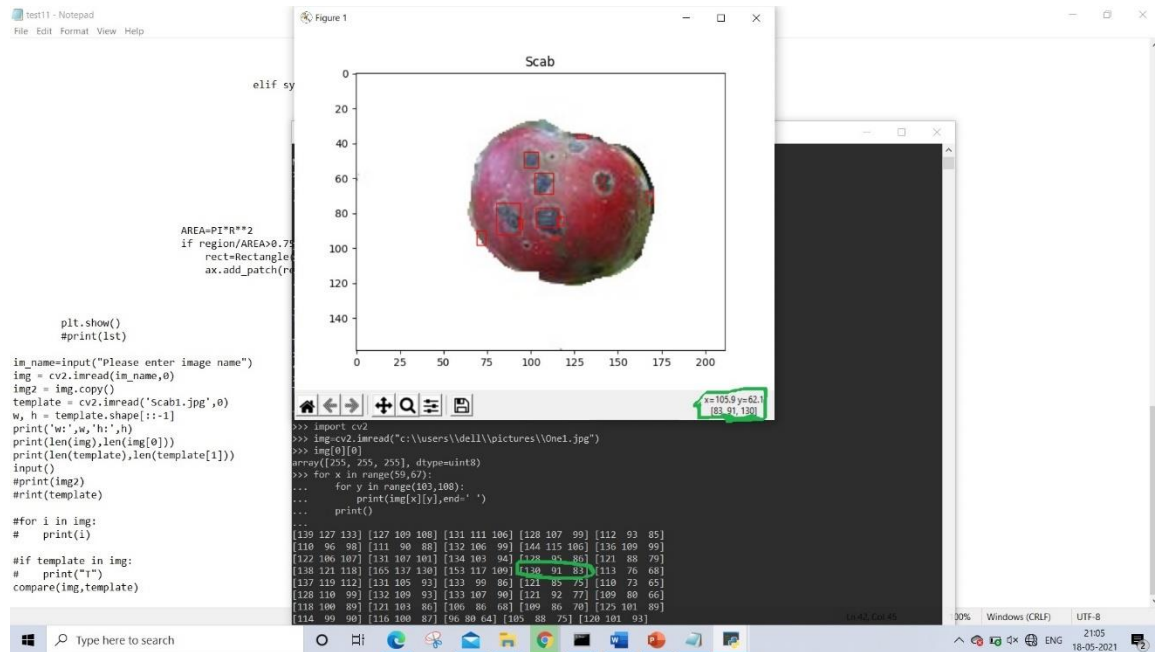 test11 - Notepad
File Edit Format View Help
elif sy
AREA=PI*R**2
if region/AREA>0.75
rect=Rectangle(
ax.add_patch(re
plt.show()
#print(lst)
im_name=input("Please enter image name")
img = cv2.imread(im_name,0)
img2 = img.copy()
template = cv2.imread('Scab1.jpg',0)
w, h = template.shape[::-1]
print('w:',w,'h:',h)
print(len(img),len(img[0]))
print(len(template),len(template[1]))
input()
#print(img2)
#rint(template)
#for i in img:
#    print(i)
#if template in img:
#    print("T")
compare(img,template)
Figure 1
Scab
0
20
40
60
80
100
120
140
0 25 50 75 100 125 150 175 200
x=105.9 y=62.1
[83, 91, 130]
>>> import cv2
>>> img=cv2.imread("c:\\users\\dell\\pictures\\One1.jpg")
>>> img[0][0]
array([255, 255, 255], dtype=uint8)
>>> for x in range(59,67):
...     for y in range(103,108):
...         print(img[x][y],end=' ')
...     print()
...
[139 127 133] [127 109 108] [131 111 106] [128 107  99] [112  93  85]
[110  96  98] [111  90  88] [132 106  99] [144 115 106] [136 109  99]
[122 106 107] [131 107 101] [134 103  94] [128  95  86] [121  88  79]
[138 121 118] [165 137 130] [153 117 109] [130  91  83] [113  76  68]
[137 119 112] [131 105  93] [133  99  86] [121  85  75] [110  73  65]
[128 110  99] [132 109  93] [133 107  90] [121  92  77] [109  80  66]
[118 100  89] [121 103  86] [106  86  68] [109  86  70] [125 101  89]
[114  99  90] [116 100  87] [96 80 64] [105  88  75] [120 101  93]
Ln 42, Col 45 100% Windows (CRLF) UTF-8
Type here to search
ENG
21:05
18-05-2021
2